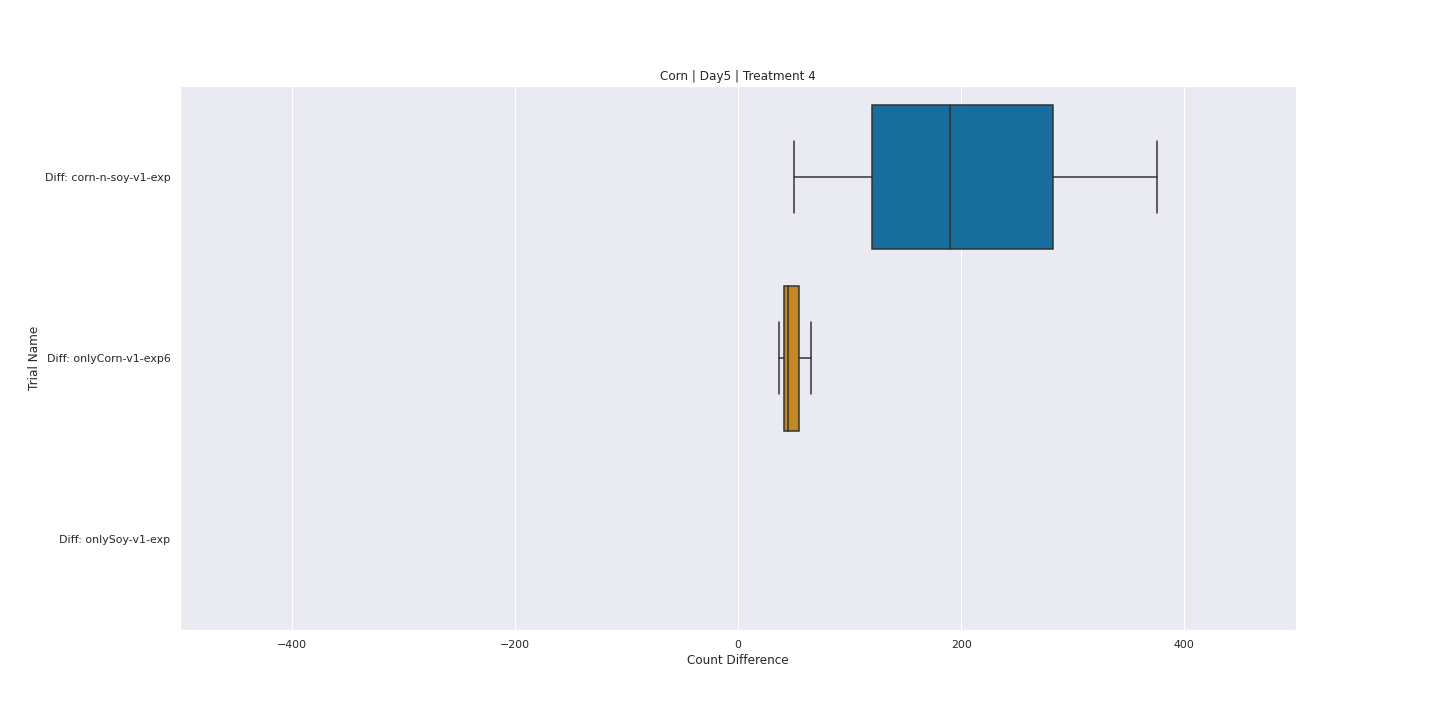 Corn | Day5 | Treatment 4
Trial Name
Diff: corn-n-soy-v1-exp
Diff: onlyCorn-v1-exp6
Diff: onlySoy-v1-exp
−400
−200
0
200
400
Count Difference